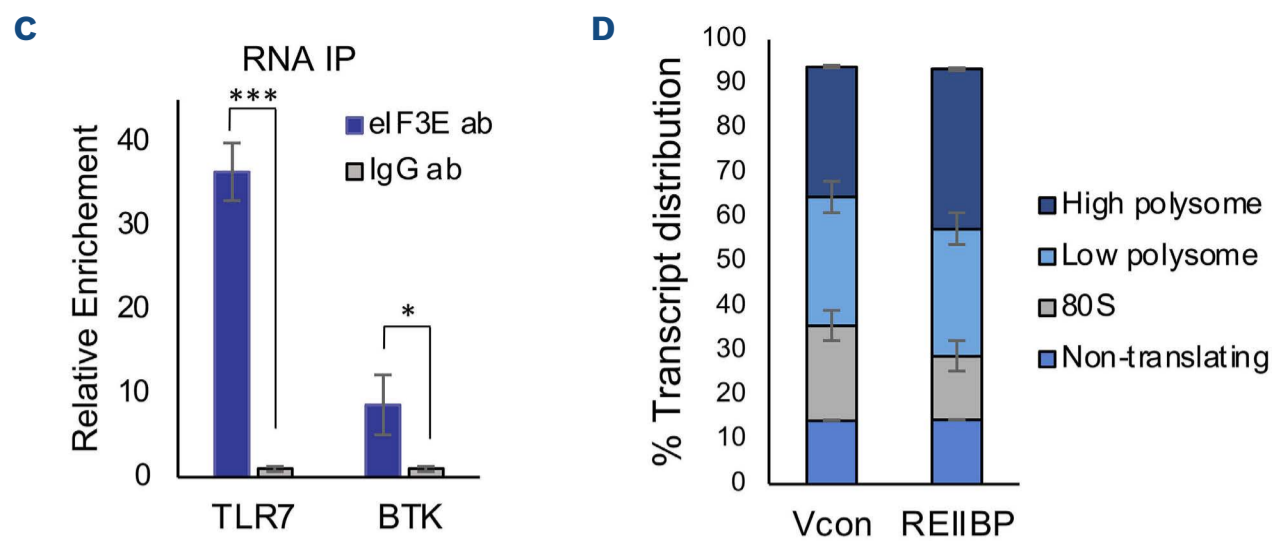 C
RNA IP
***
eIF3E ab
IgG ab
*
Relative Enrichement
40
30
20
10
0
TLR7
BTK
D
% Transcript distribution
100
90
80
70
60
50
40
30
20
10
0
Vcon
REIIBP
High polysome
Low polysome
80S
Non-translating